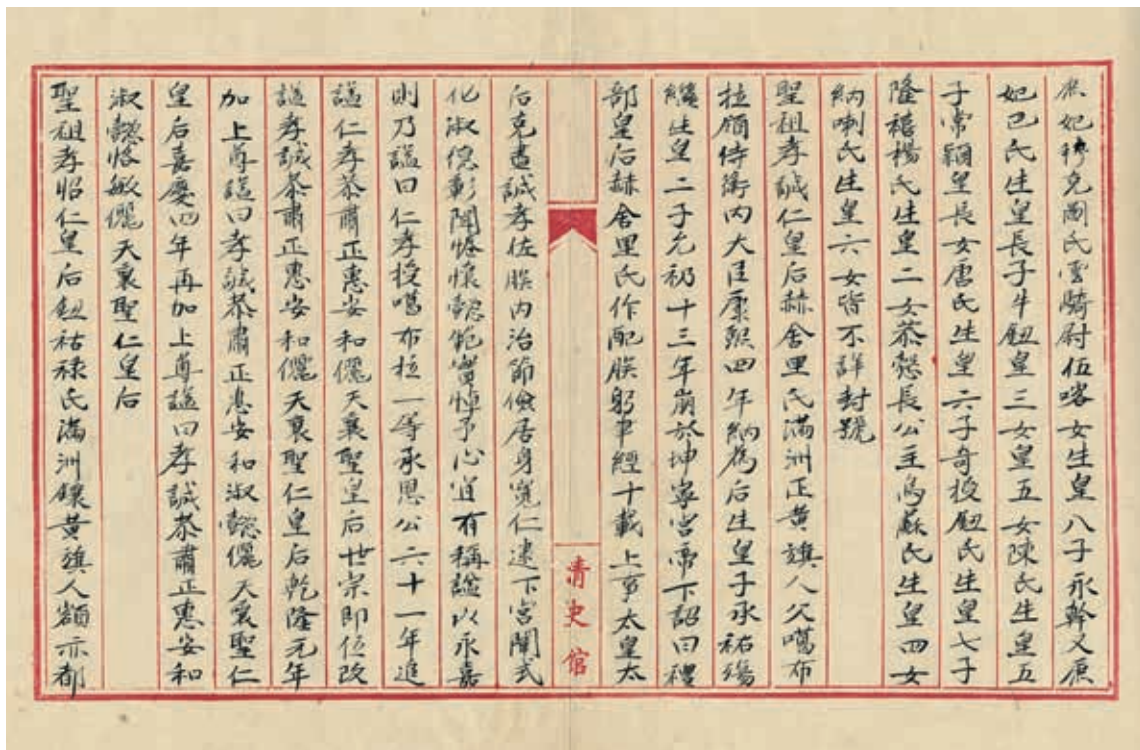 庶妃穆克圖氏雲騎尉伍喀女生皇八子永幹又庶
妃巴氏生皇長子牛鈕皇三女皇五女陳氏生皇五
子常穎皇長女唐氏生皇六子奇授鈕氏生皇七子
隆禧楊氏生皇二女恭慤長公主烏蘇氏生皇四女
納喇氏生皇六女皆不詳封號
聖祖孝誠仁皇后赫舍里氏滿洲正黃旗人父噶布
拉領侍衛內大臣康熙四年納為后生皇子承祜殤
繼生皇二子允礽十三年崩於坤寧宮帝下詔曰禮
部皇后赫舍里氏作配朕躬平經十載上事太皇太
后克盡誠孝佐朕內治節儉居身寬仁逮下宮闈式
化淑德彰聞惓懷懿範實悼予心宜有稱謚以永嘉
則乃謚曰仁孝授噶布拉一等承恩公六十一年追
謚仁孝恭肅正惠安和儷天襄聖皇后世宗即位改
謚孝誠恭肅正惠安和儷天襄聖仁皇后乾隆元年
加上尊謚曰孝誠恭肅正惠安和淑懿儷天襄聖仁
皇后嘉慶四年再加上尊謚曰孝誠恭肅正惠安和
淑懿恪敏儷天襄聖仁皇后
聖祖孝昭仁皇后鈕祜祿氏滿洲鑲黃旗人額亦都
清史館